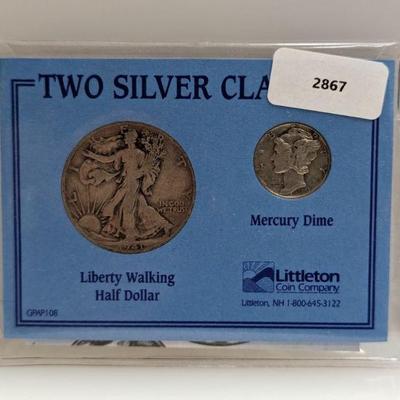 TWO SILVER CLA
2867
IN GOD
WE TRUST
1941
Mercury Dime
Liberty Walking
Half Dollar
Littleton
Coin Company
Littleton, NH 1-800-645-3122
GPAP108